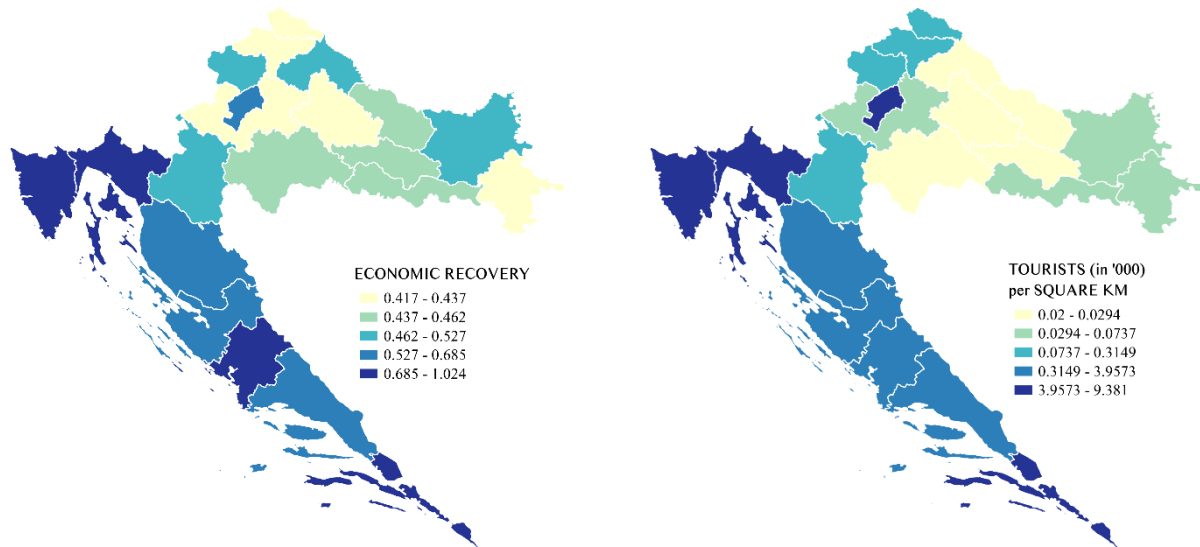 ECONOMIC RECOVERY
0.417 - 0.437
0.437 - 0.462
0.462 - 0.527
0.527 - 0.685
0.685 - 1.024
TOURISTS (in '000)
per SQUARE KM
0.02 - 0.0294
0.0294 - 0.0737
0.0737 - 0.3149
0.3149 - 3.9573
3.9573 - 9.381